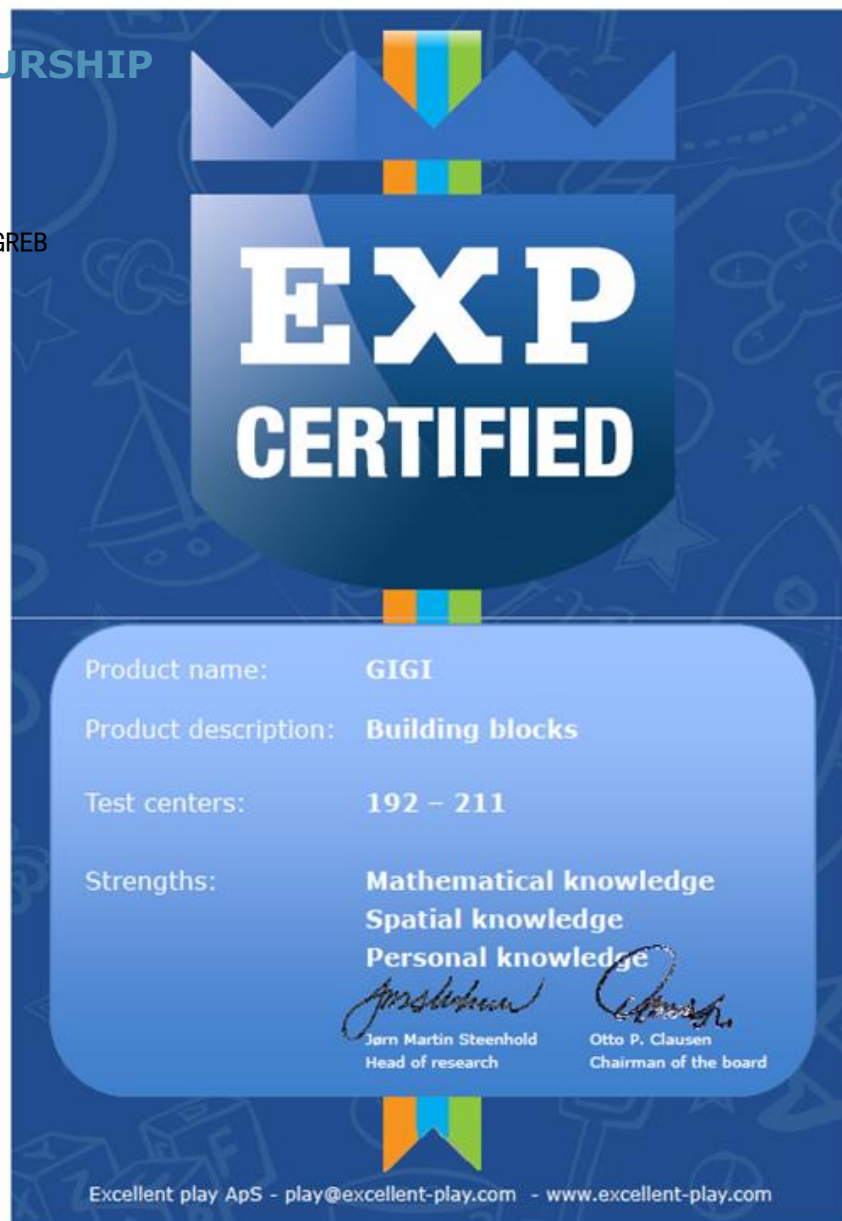 URSHIP
GREB
EXP
CERTIFIED
Product name: GIGI
Product description: Building blocks
Test centers: 192 – 211
Strengths: Mathematical knowledge
Spatial knowledge
Personal knowledge
Jørn Martin Steenhold Otto P. Clausen
Head of research Chairman of the board
Excellent play ApS - play@excellent-play.com - www.excellent-play.com